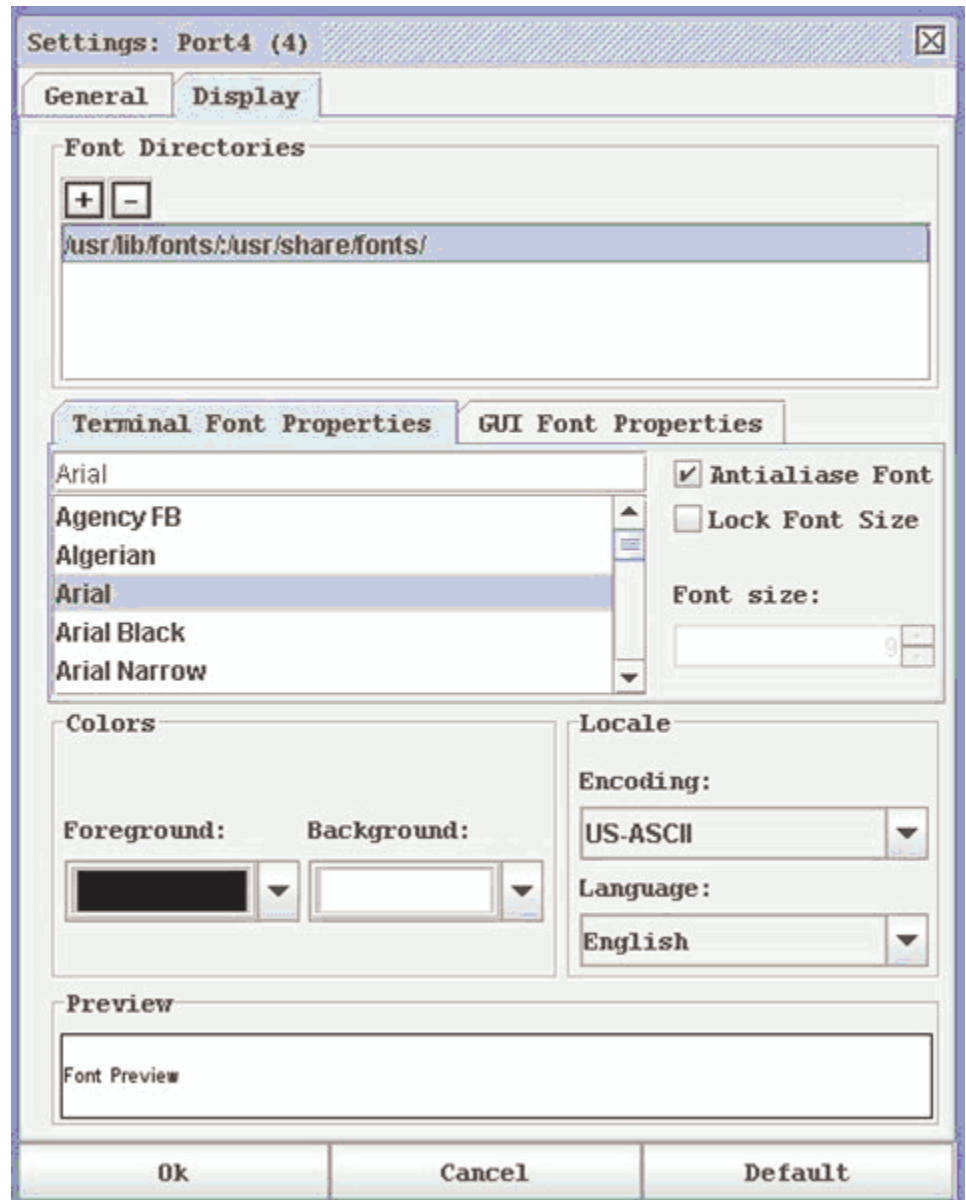 Settings: Port4 (4)
General Display
Font Directories
+ -
/usr/lib/fonts/:/usr/share/fonts/
Terminal Font Properties GUI Font Properties
Arial
Antialiase Font
Agency FB
Lock Font Size
Algerian
Arial
Font size:
Arial Black
9
Arial Narrow
Colors
Locale
Encoding:
Foreground: Background:
US-ASCII
Language:
English
Preview
Font Preview
Ok Cancel Default